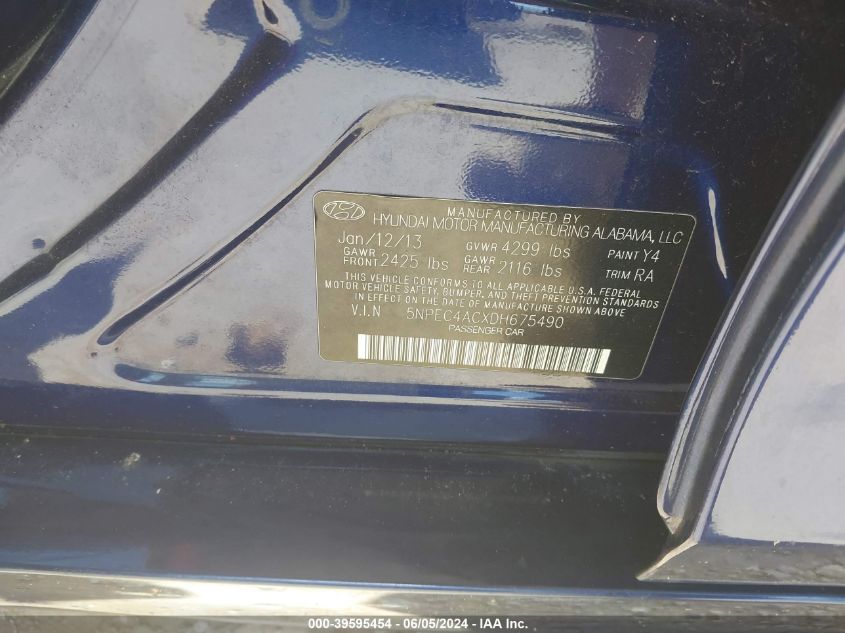 MANUFACTURED BY
HYUNDAI MOTOR MANUFACTURING ALABAMA, LLC
Jan/12/13 GVWR 4299 lbs PAINT Y4
GAWR FRONT 2425 lbs GAWR REAR 2116 lbs TRIM RA
THIS VEHICLE CONFORMS TO ALL APPLICABLE U.S.A. FEDERAL
MOTOR VEHICLE SAFETY, BUMPER, AND THEFT PREVENTION STANDARDS
IN EFFECT ON THE DATE OF MANUFACTURE SHOWN ABOVE.
V.I.N 5NPEC4ACXDH675490
PASSENGER CAR
000-39595454 - 06/05/2024 - 1:57 p.m.